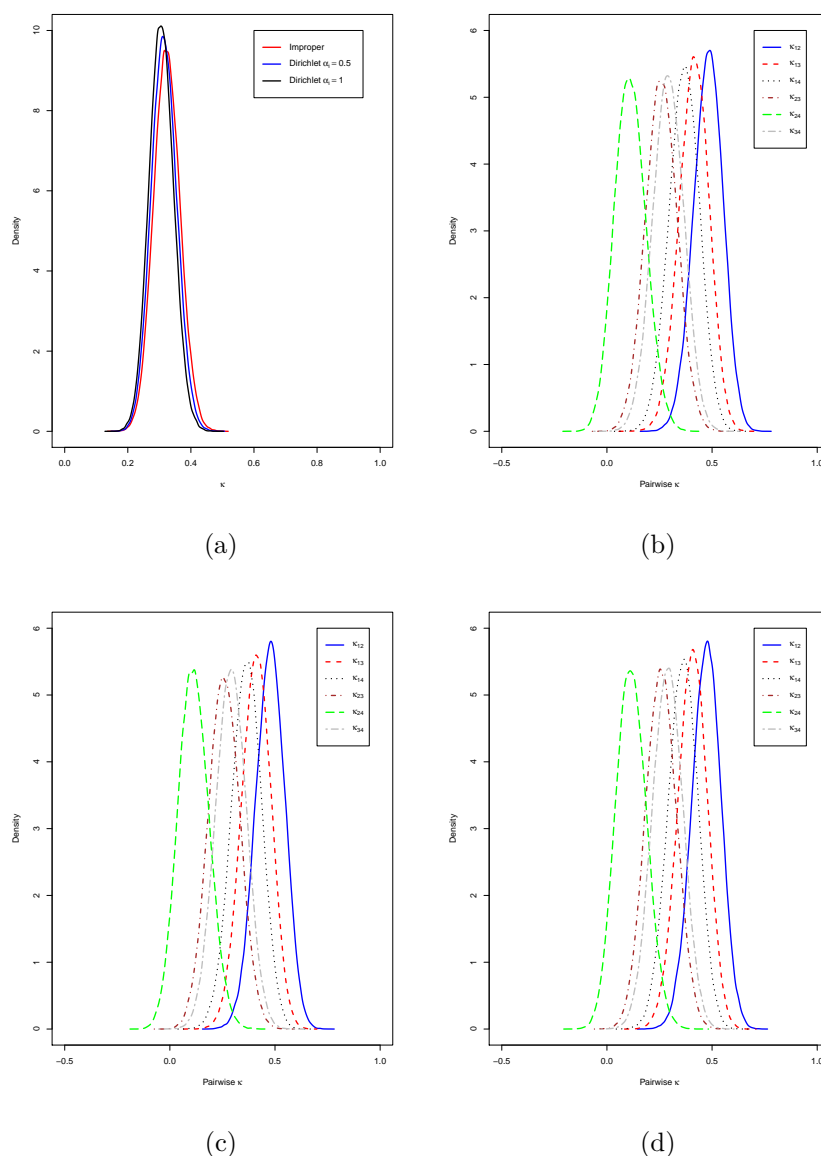 Improper
Dirichlet αᵢ = 0.5
Dirichlet αᵢ = 1
Density
0 2 4 6 8 10
0.0 0.2 0.4 0.6 0.8 1.0
κ
(a)
κ12
κ13
κ14
κ23
κ24
κ34
Density
0 1 2 3 4 5 6
−0.5 0.0 0.5 1.0
Pairwise κ
(b)
κ12
κ13
κ14
κ23
κ24
κ34
Density
0 1 2 3 4 5 6
−0.5 0.0 0.5 1.0
Pairwise κ
(c)
κ12
κ13
κ14
κ23
κ24
κ34
Density
0 1 2 3 4 5 6
−0.5 0.0 0.5 1.0
Pairwise κ
(d)